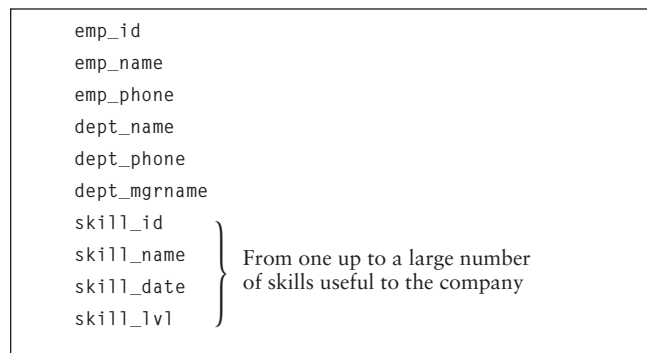 emp_id
emp_name
emp_phone
dept_name
dept_phone
dept_mgrname
skill_id
skill_name
skill_date
skill_lvl
From one up to a large number
of skills useful to the company